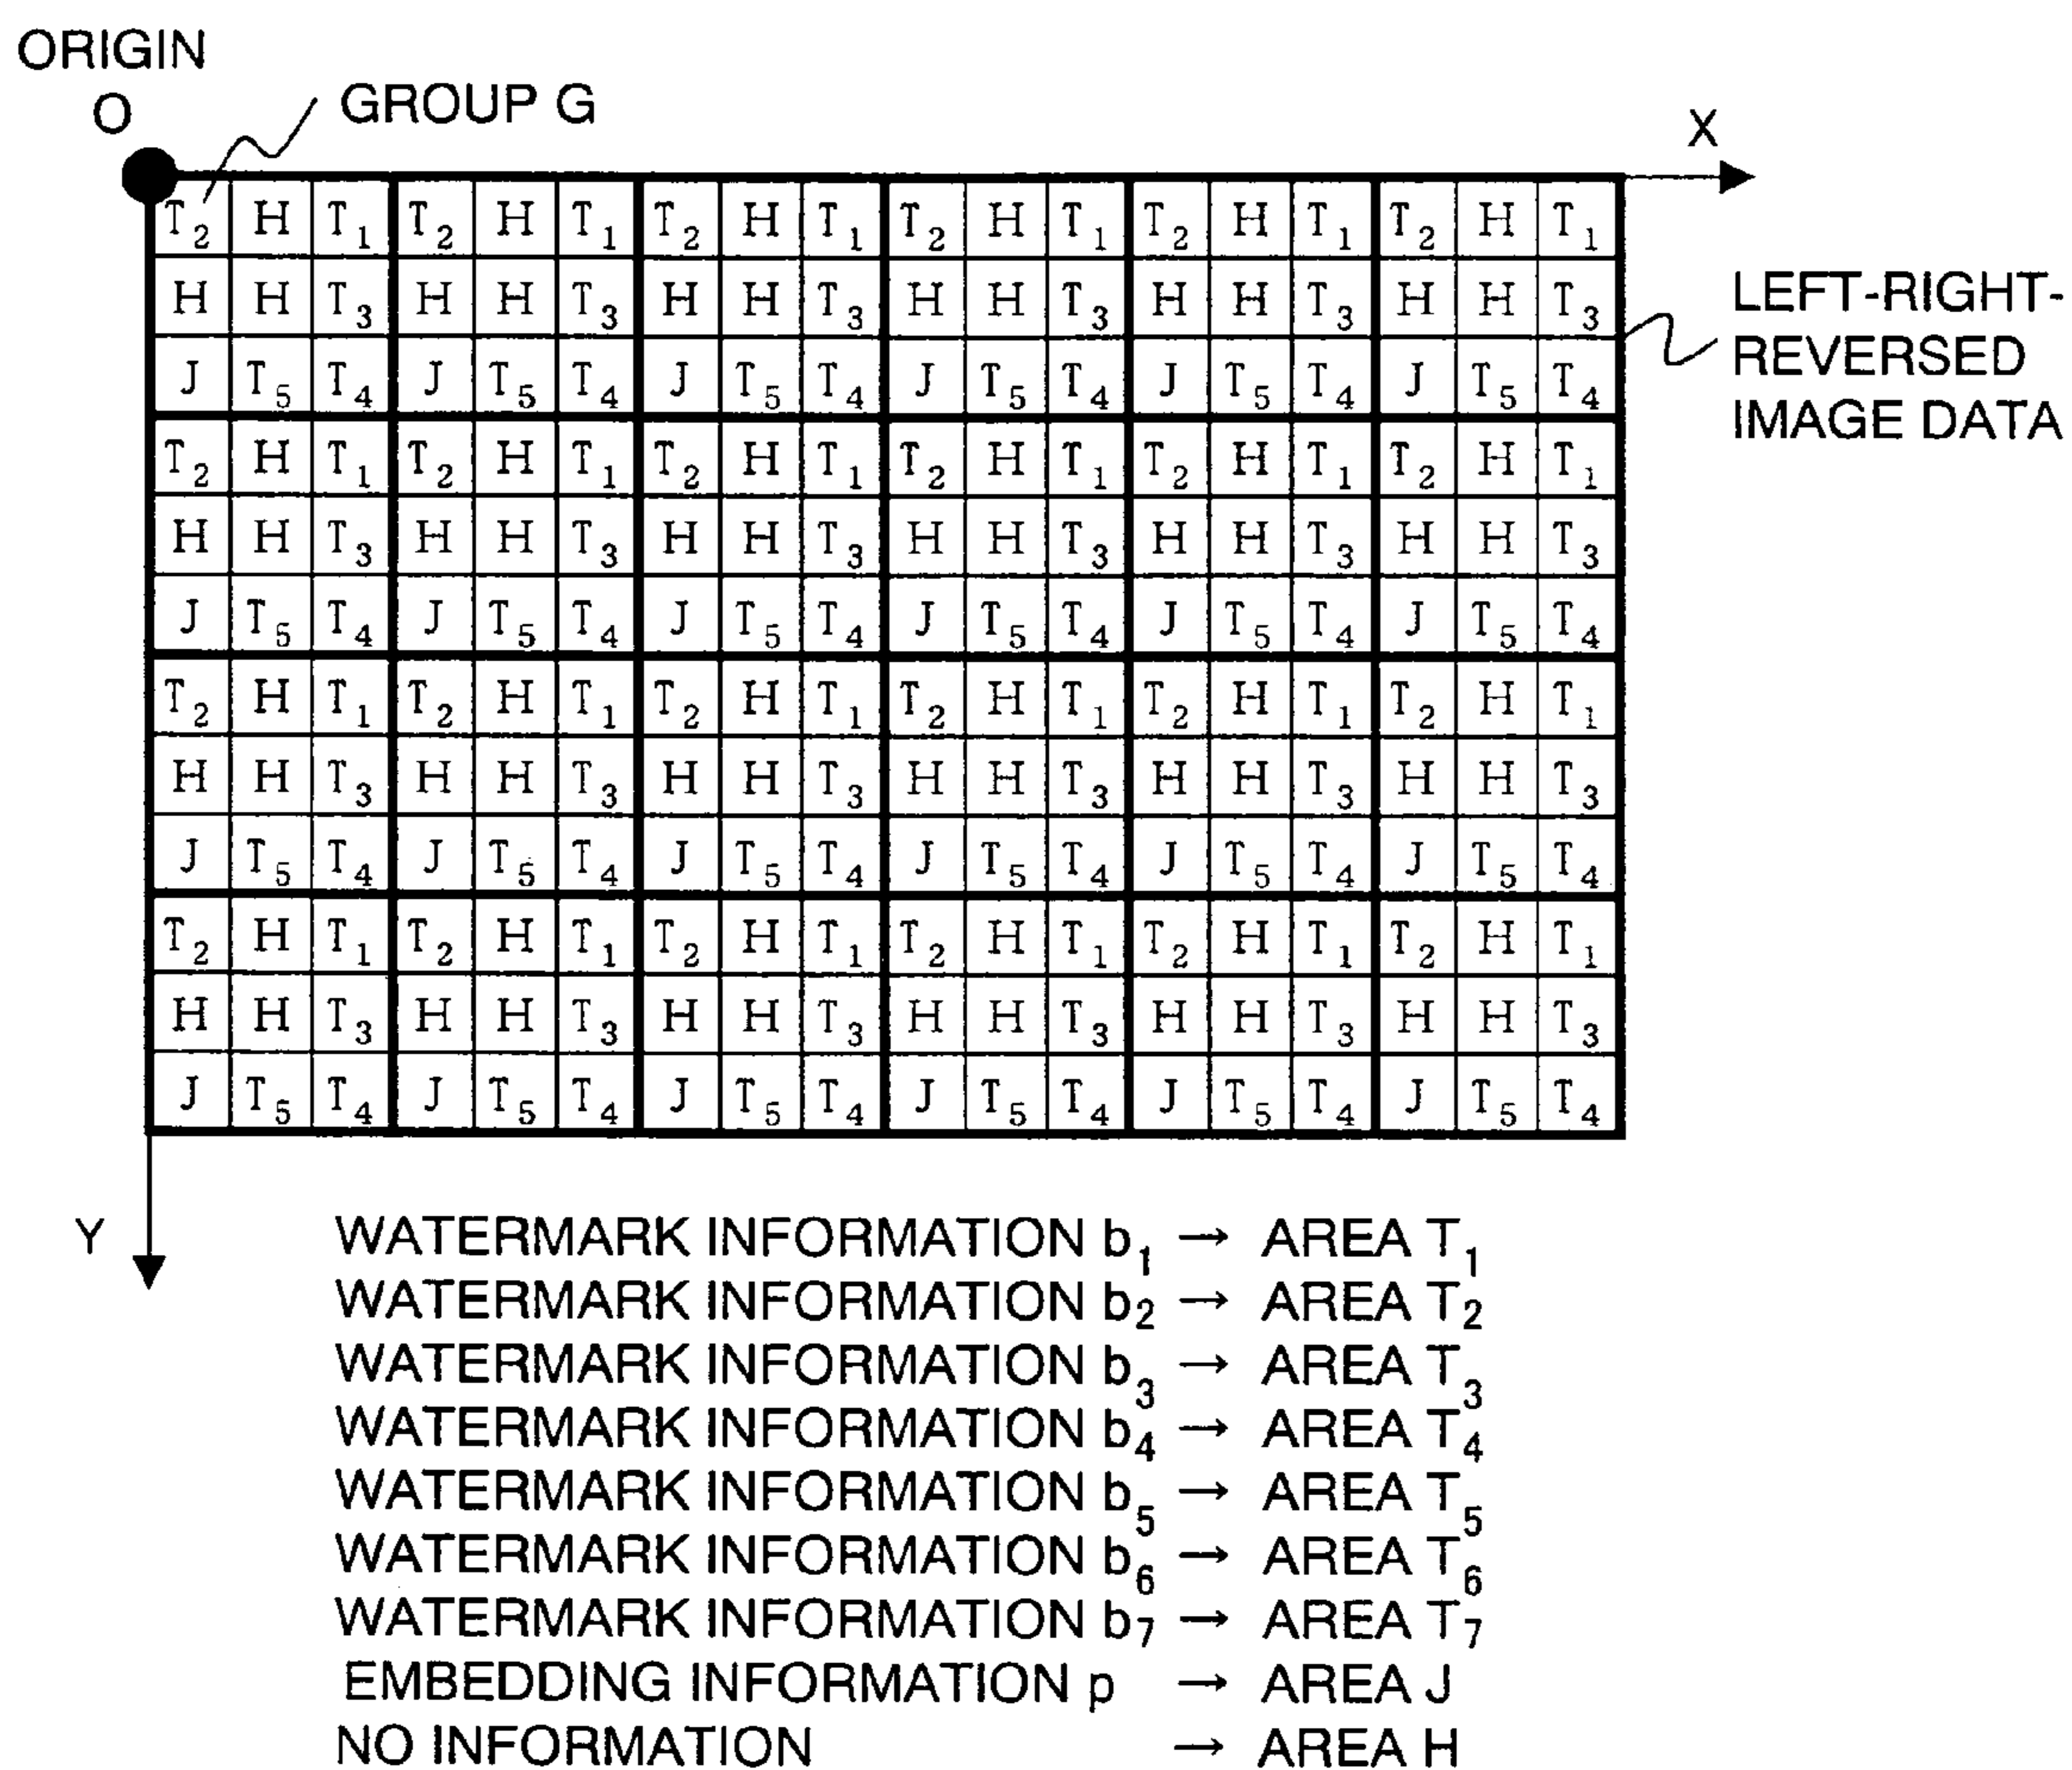 ORIGIN
O
GROUP G
X
T2 H T1 T2 H T1 T2 H T1 T2 H T1 T2 H T1 T2 H T1
H H T3 H H T3 H H T3 H H T3 H H T3 H H T3
J T5 T4 J T5 T4 J T5 T4 J T5 T4 J T5 T4 J T5 T4
T2 H T1 T2 H T1 T2 H T1 T2 H T1 T2 H T1 T2 H T1
H H T3 H H T3 H H T3 H H T3 H H T3 H H T3
J T5 T4 J T5 T4 J T5 T4 J T5 T4 J T5 T4 J T5 T4
T2 H T1 T2 H T1 T2 H T1 T2 H T1 T2 H T1 T2 H T1
H H T3 H H T3 H H T3 H H T3 H H T3 H H T3
J T5 T4 J T5 T4 J T5 T4 J T5 T4 J T5 T4 J T5 T4
T2 H T1 T2 H T1 T2 H T1 T2 H T1 T2 H T1 T2 H T1
H H T3 H H T3 H H T3 H H T3 H H T3 H H T3
J T5 T4 J T5 T4 J T5 T4 J T5 T4 J T5 T4 J T5 T4
LEFT-RIGHT-
REVERSED
IMAGE DATA
Y
WATERMARK INFORMATION b1 → AREA T1
WATERMARK INFORMATION b2 → AREA T2
WATERMARK INFORMATION b3 → AREA T3
WATERMARK INFORMATION b4 → AREA T4
WATERMARK INFORMATION b5 → AREA T5
WATERMARK INFORMATION b6 → AREA T6
WATERMARK INFORMATION b7 → AREA T7
EMBEDDING INFORMATION p → AREA J
NO INFORMATION → AREA H